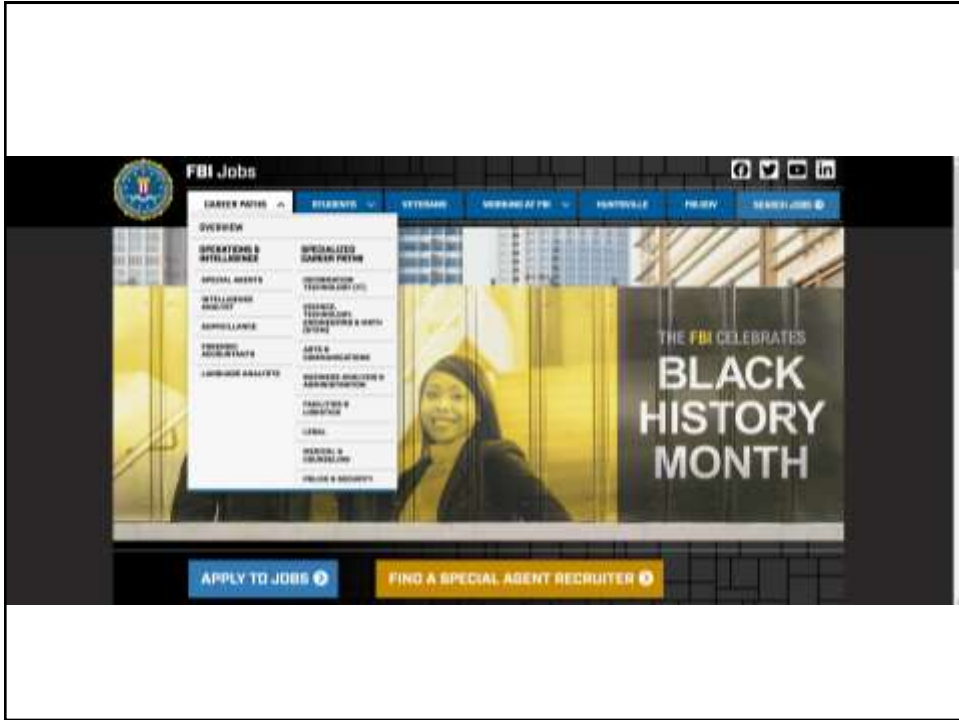 FBI Jobs
CAREER PATHS
STUDENTS
VETERANS
WORKING AT FBI
HUNTSVILLE
FBI.GOV
SEARCH JOBS
OVERVIEW
OPERATIONS &
INTELLIGENCE
SPECIAL AGENTS
INTELLIGENCE
ANALYST
SURVEILLANCE
FORENSIC
ACCOUNTANTS
LANGUAGE ANALYSTS
SPECIALIZED
CAREER PATHS
INFORMATION
TECHNOLOGY (IT)
SCIENCE,
TECHNOLOGY,
ENGINEERING & MATH
(STEM)
ARTS &
COMMUNICATIONS
BUSINESS ANALYSIS &
ADMINISTRATION
FACILITIES &
LOGISTICS
LEGAL
MEDICAL &
COUNSELING
POLICE & SECURITY
THE FBI CELEBRATES
BLACK
HISTORY
MONTH
APPLY TO JOBS
FIND A SPECIAL AGENT RECRUITER